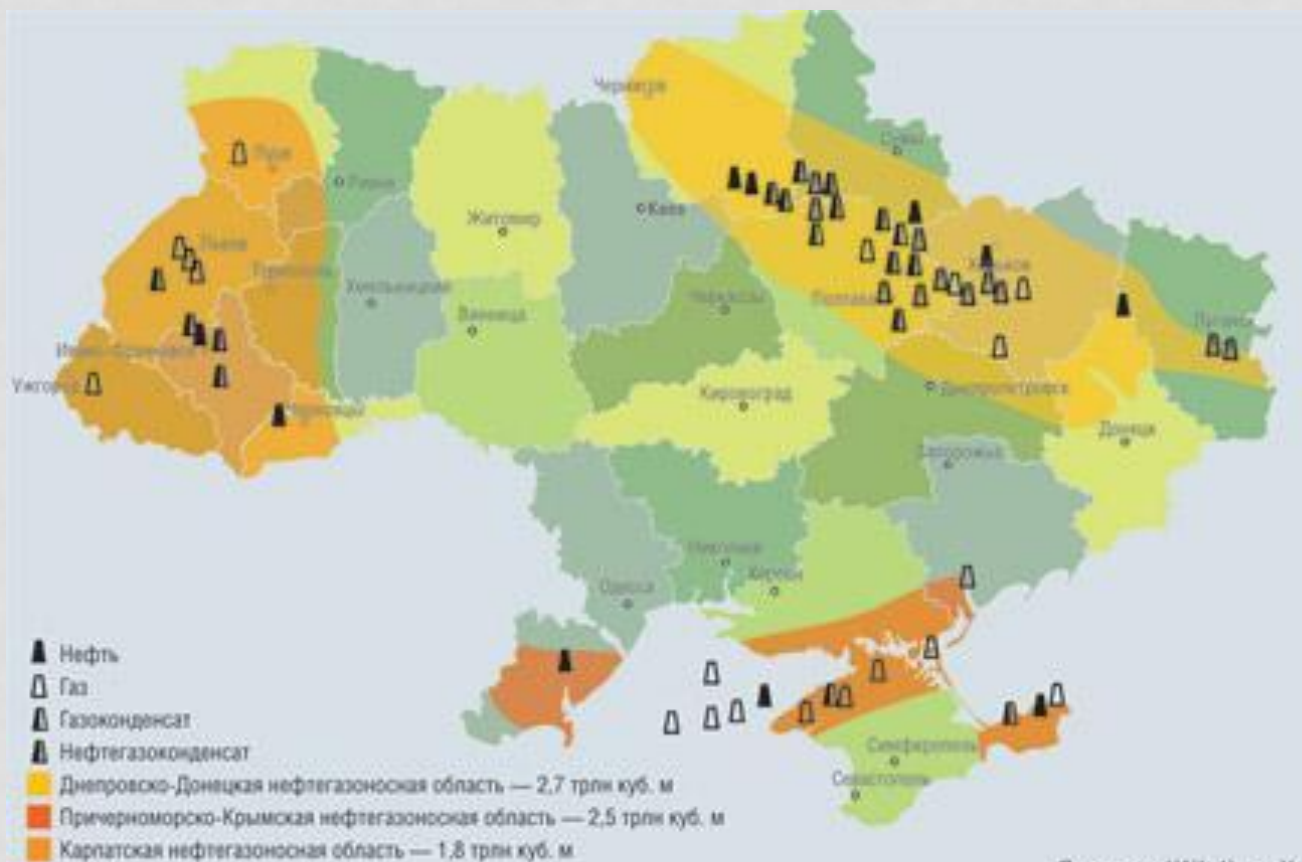 Чернигов
Сумы
Луцк
Ровно
Киев
Житомир
Львов
Тернополь
Хмельницкий
Харьков
Полтава
Черкассы
Винница
Луганск
Ужгород
Черновцы
Кировоград
Днепропетровск
Донецк
Запорожье
Николаев
Херсон
Одесса
Симферополь
Севастополь
Нефть
Газ
Газоконденсат
Нефтегазоконденсат
Днепровско-Донецкая нефтегазоносная область — 2,7 трлн куб. м
Причерноморско-Крымская нефтегазоносная область — 2,5 трлн куб. м
Карпатская нефтегазоносная область — 1,8 трлн куб. м